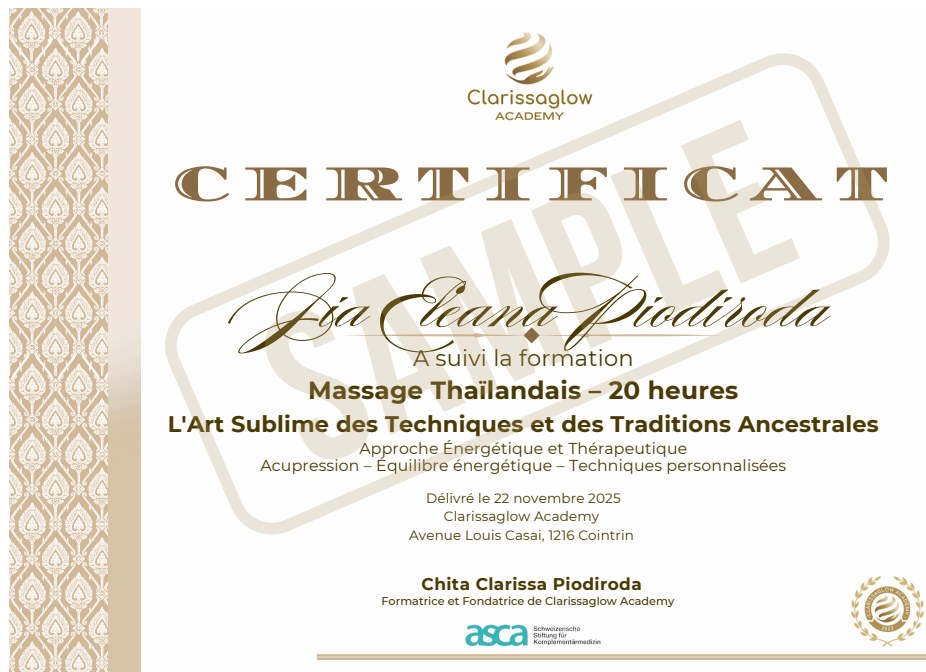 Clarissaglow
ACADEMY
CERTIFICAT
SAMPLE
Jia Eleana Piodiroda
A suivi la formation
Massage Thaïlandais – 20 heures
L'Art Sublime des Techniques et des Traditions Ancestrales
Approche Énergétique et Thérapeutique
Acupression – Équilibre énergétique – Techniques personnalisées
Délivré le 22 novembre 2025
Clarissaglow Academy
Avenue Louis Casai, 1216 Cointrin
Chita Clarissa Piodiroda
Formatrice et Fondatrice de Clarissaglow Academy
asca
Schweizerische
Stiftung für
Komplementärmedizin
CLARISSAGLOW ACADEMY
2025